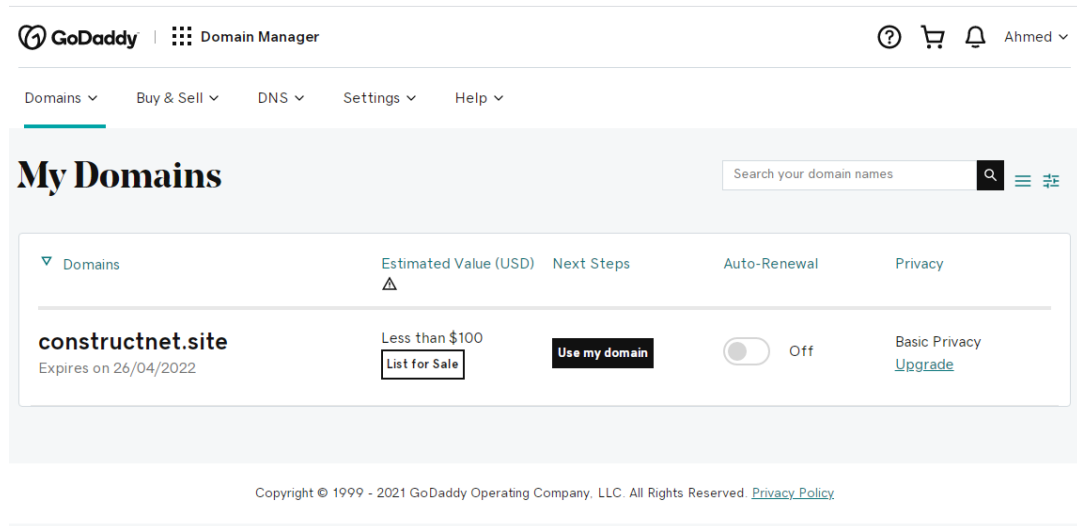 GoDaddy Domain Manager Ahmed
Domains Buy & Sell DNS Settings Help
My Domains
Search your domain names
Domains Estimated Value (USD) Next Steps Auto-Renewal Privacy
constructnet.site
Expires on 26/04/2022
Less than $100
List for Sale
Use my domain
Off
Basic Privacy
Upgrade
Copyright © 1999 - 2021 GoDaddy Operating Company, LLC. All Rights Reserved. Privacy Policy